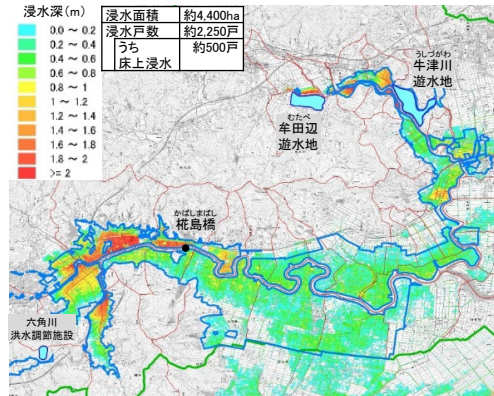 浸水深(m)
0.0 ～ 0.2
0.2 ～ 0.4
0.4 ～ 0.6
0.6 ～ 0.8
0.8 ～ 1
1 ～ 1.2
1.2 ～ 1.4
1.4 ～ 1.6
1.6 ～ 1.8
1.8 ～ 2
>= 2
浸水面積 約4,400ha
浸水戸数 約2,250戸
うち 約500戸
床上浸水
うしづがわ
牛津川
遊水地
むたべ
牟田辺
遊水地
かばしまばし
椛島橋
六角川
洪水調節施設